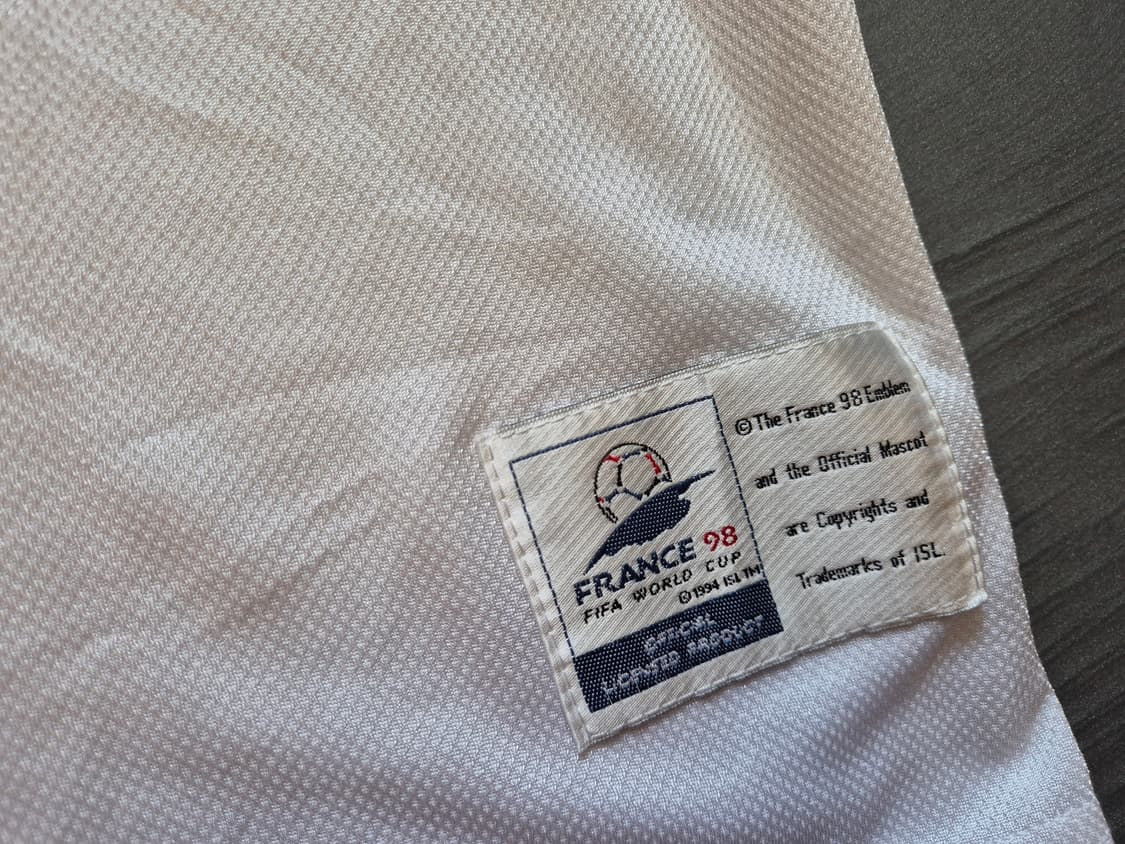 FRANCE 98
FIFA WORLD CUP
©1994 ISL TM
OFFICIAL
LICENSED PRODUCT
©The France 98 Emblem
and the Official Mascot
are Copyrights and
Trademarks of ISL.